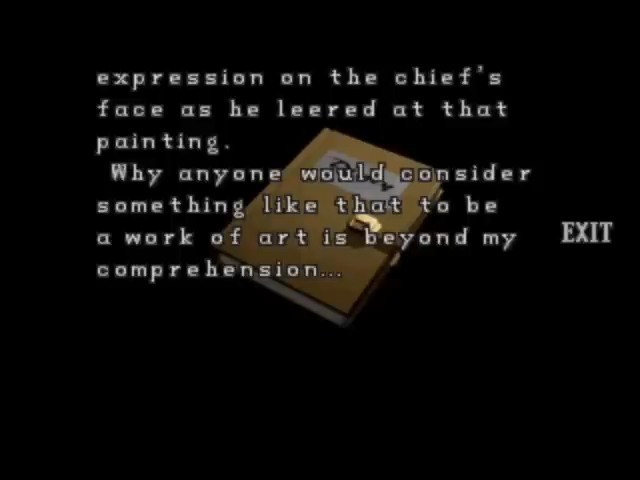 expression on the chief's
face as he leered at that
painting.
Why anyone would consider
something like that to be
a work of art is beyond my
comprehension...
EXIT
Diary